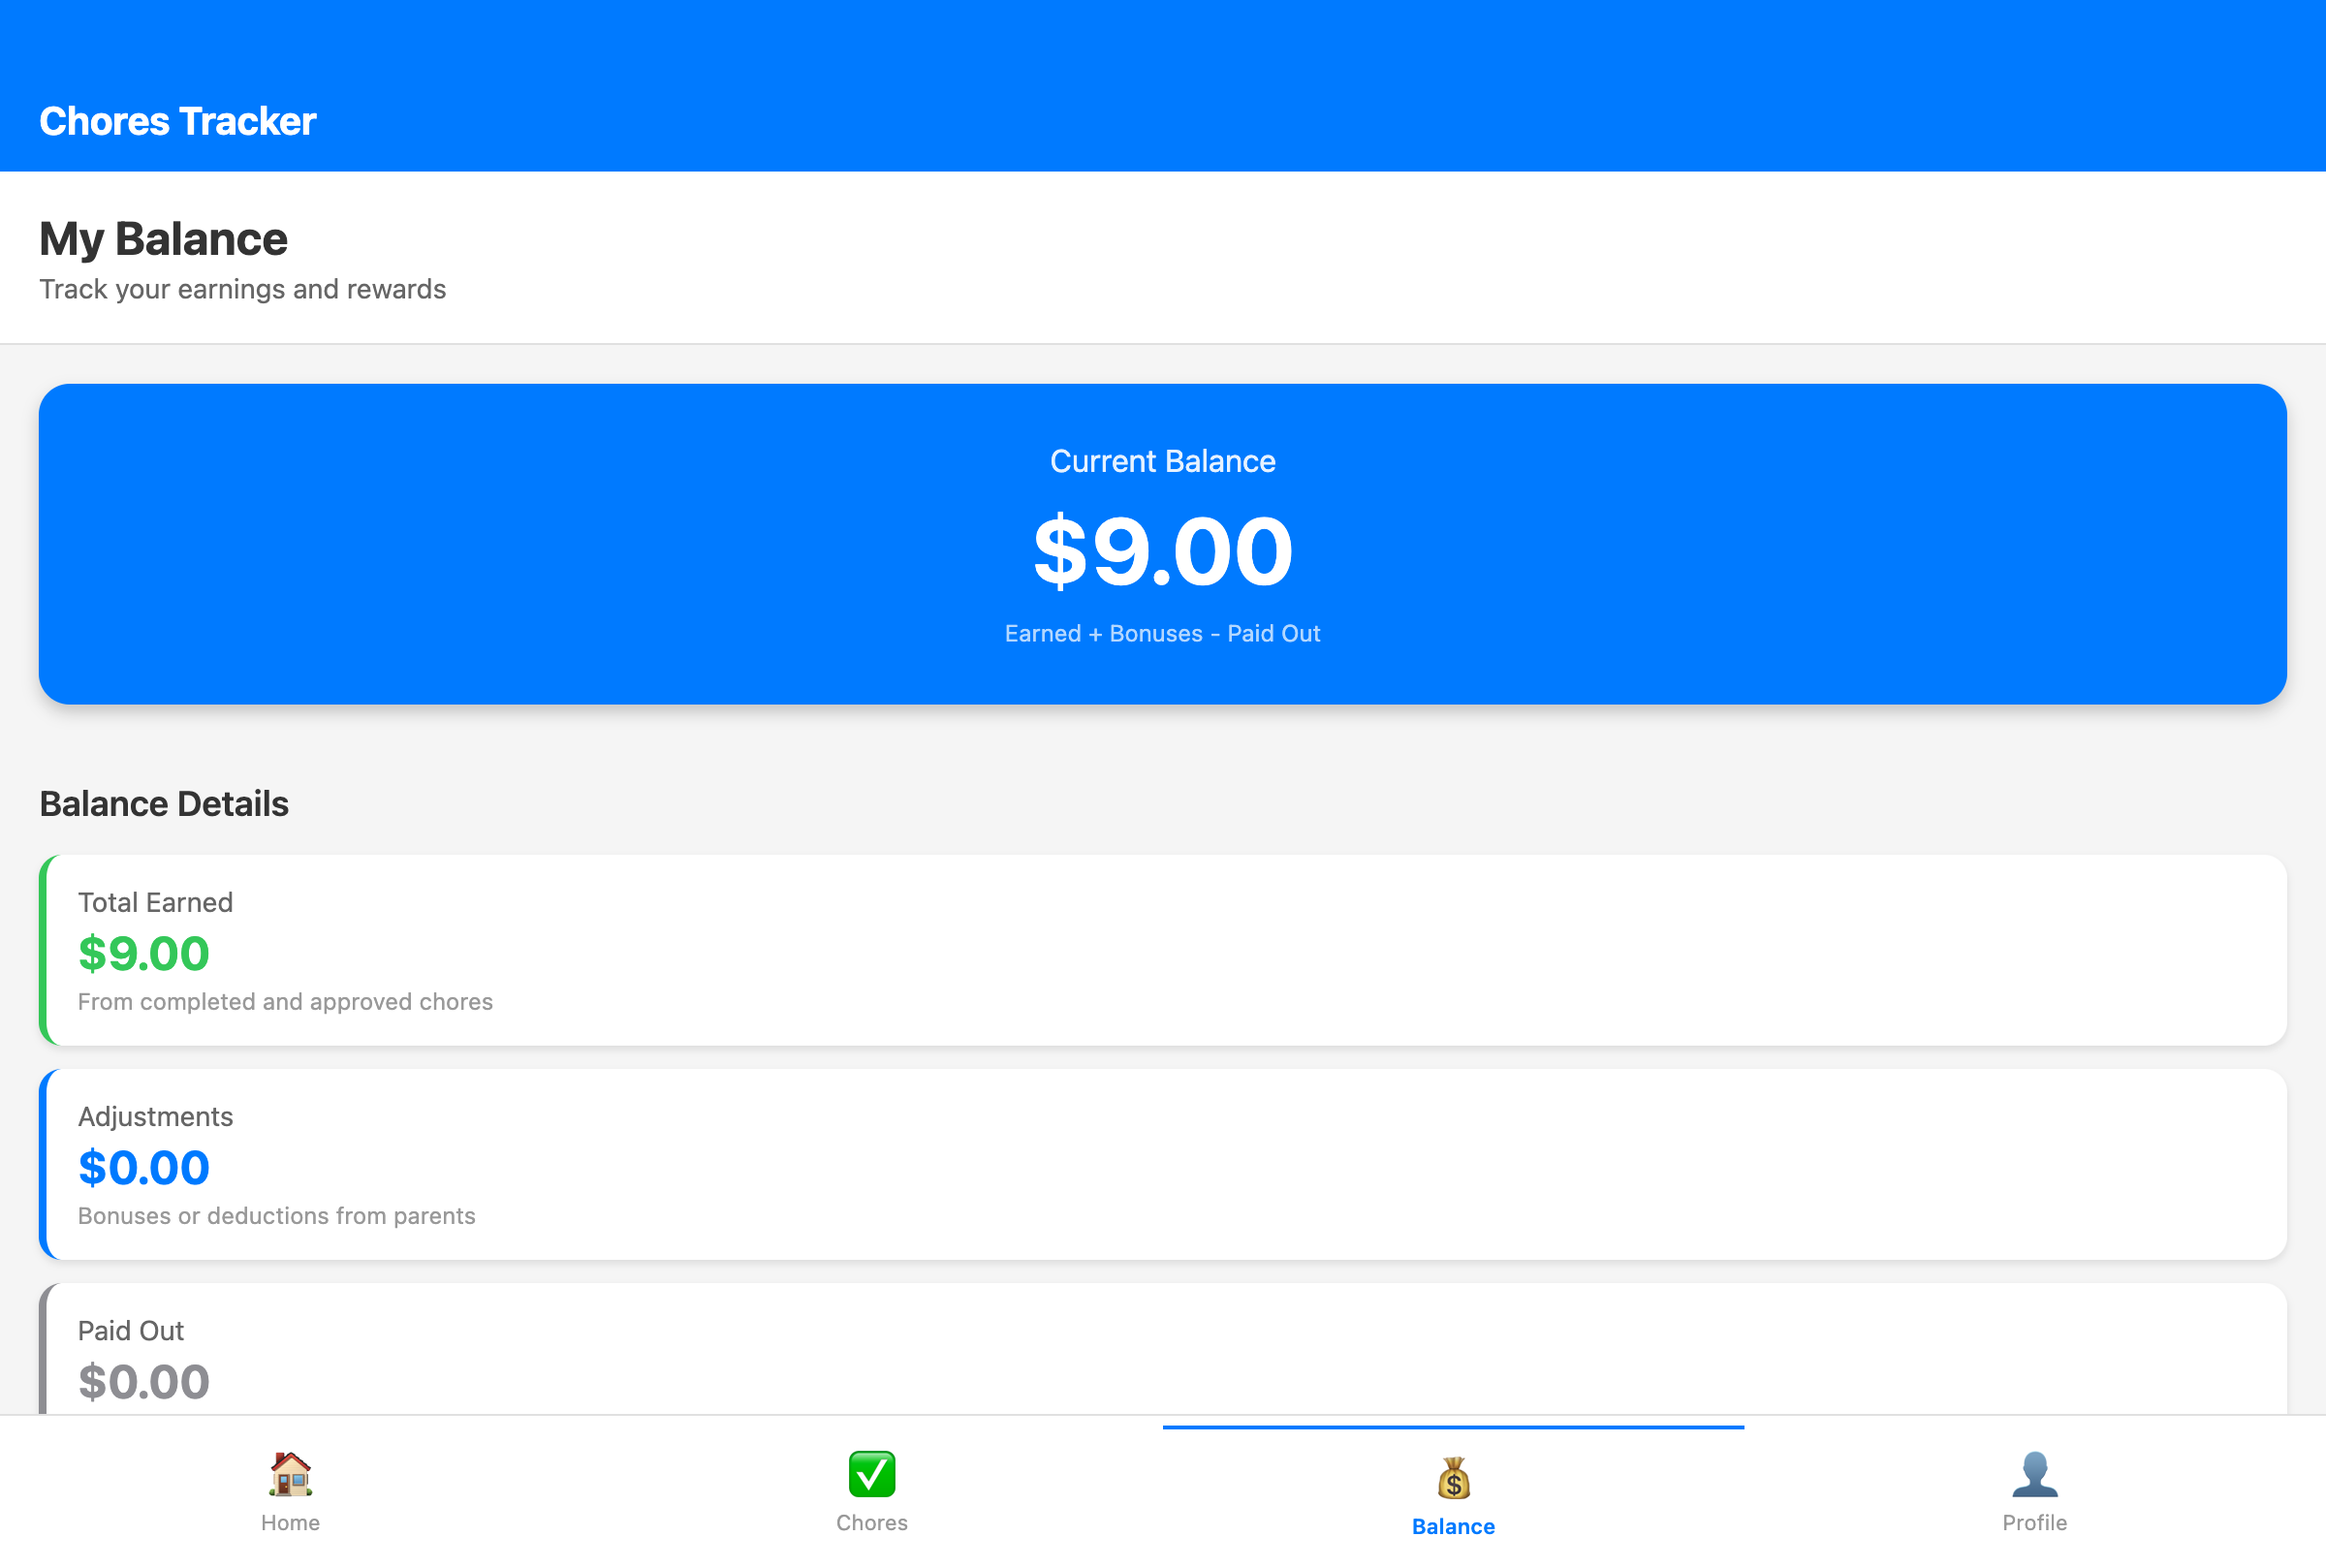 Chores Tracker
My Balance
Track your earnings and rewards
Current Balance
$9.00
Earned + Bonuses - Paid Out
Balance Details
Total Earned
$9.00
From completed and approved chores
Adjustments
$0.00
Bonuses or deductions from parents
Paid Out
$0.00
Home
Chores
Balance
Profile